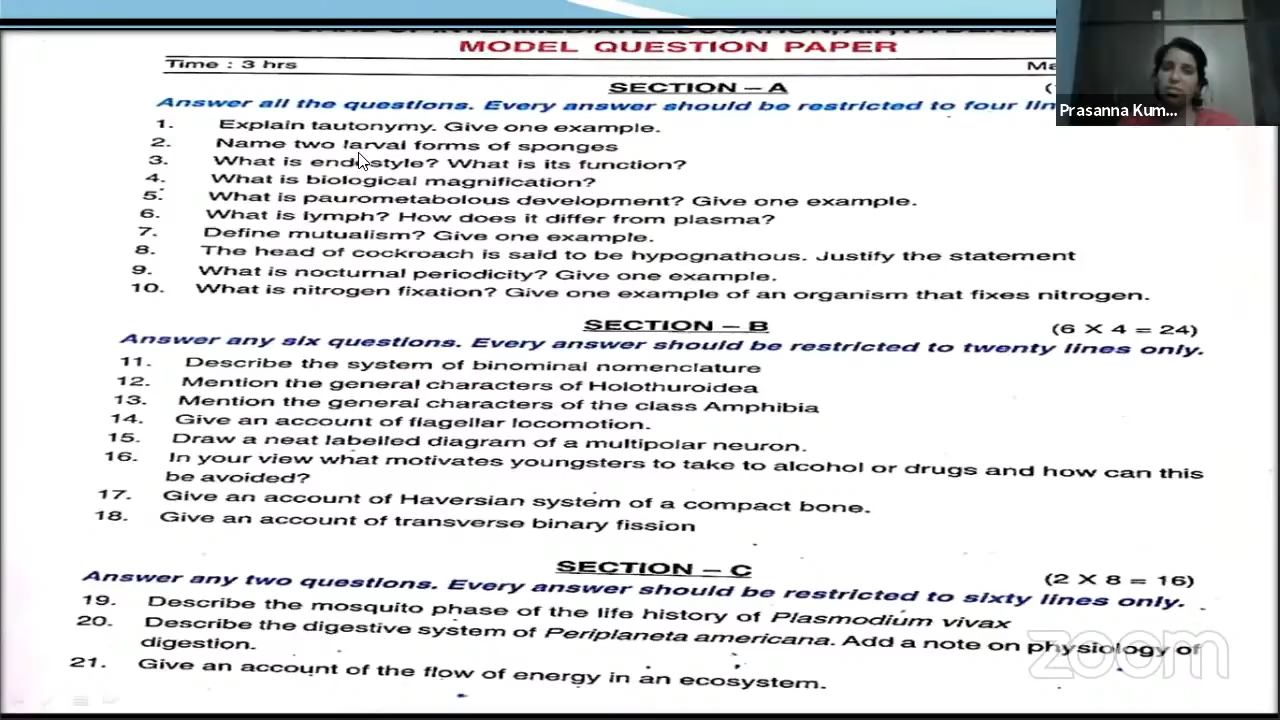 MODEL QUESTION PAPER
Time : 3 hrs
SECTION – A
Answer all the questions. Every answer should be restricted to four
1. Explain tautonymy. Give one example.
2. Name two larval forms of sponges
3. What is endostyle? What is its function?
4. What is biological magnification?
5. What is paurometabolous development? Give one example.
6. What is lymph? How does it differ from plasma?
7. Define mutualism? Give one example.
8. The head of cockroach is said to be hypognathous. Justify the statement
9. What is nocturnal periodicity? Give one example.
10. What is nitrogen fixation? Give one example of an organism that fixes nitrogen.
SECTION – B
(6 X 4 = 24)
Answer any six questions. Every answer should be restricted to twenty lines only.
11. Describe the system of binominal nomenclature
12. Mention the general characters of Holothuroidea
13. Mention the general characters of the class Amphibia
14. Give an account of flagellar locomotion.
15. Draw a neat labelled diagram of a multipolar neuron.
16. In your view what motivates youngsters to take to alcohol or drugs and how can this
be avoided?
17. Give an account of Haversian system of a compact bone.
18. Give an account of transverse binary fission
SECTION – C
(2 X 8 = 16)
Answer any two questions. Every answer should be restricted to sixty lines only.
19. Describe the mosquito phase of the life history of Plasmodium vivax
20. Describe the digestive system of Periplaneta americana. Add a note on physiology of
digestion.
21. Give an account of the flow of energy in an ecosystem.
Prasanna Kum...
zoom